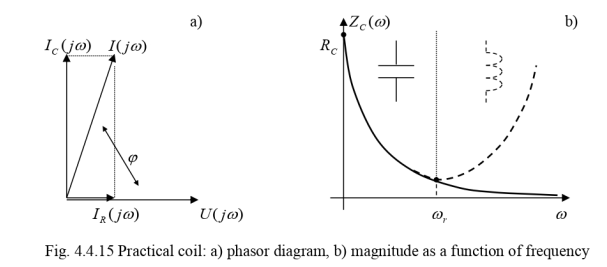 a)
I_C(jω) I(jω)
φ
I_R(jω) U(jω)
b)
Z_C(ω)
R_C
ω_r ω
Fig. 4.4.15 Practical coil: a) phasor diagram, b) magnitude as a function of frequency